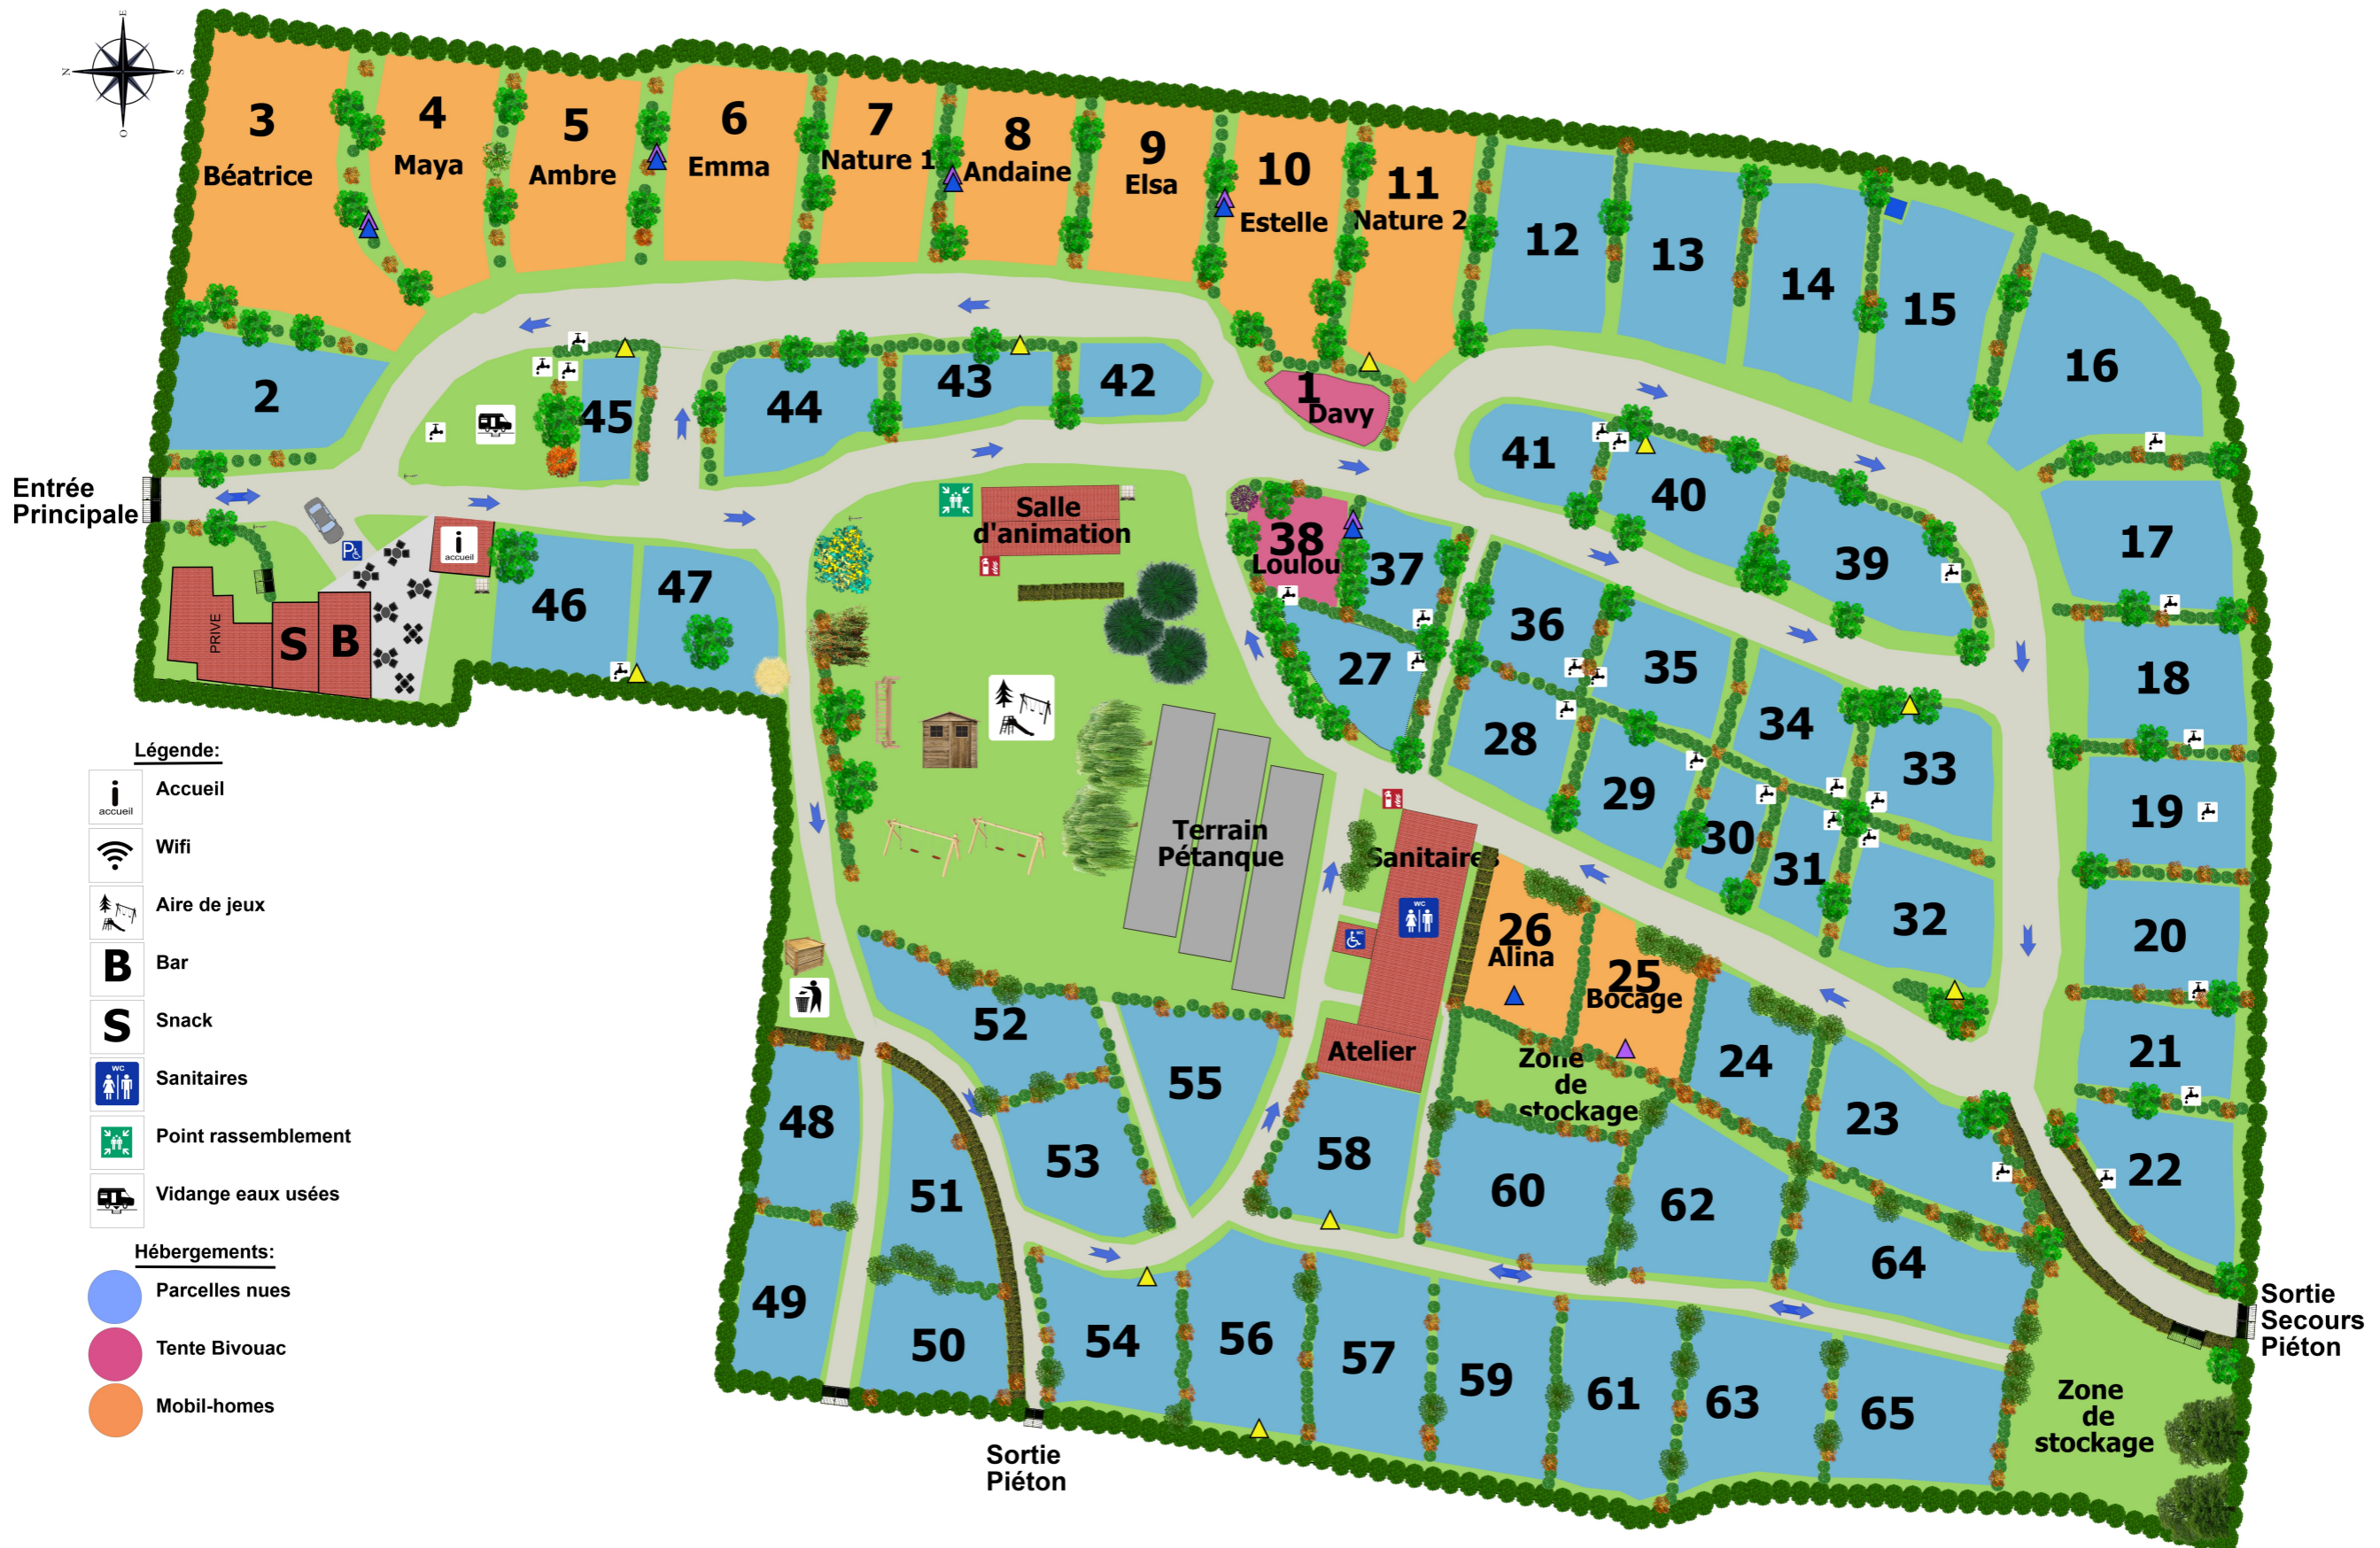 E
N
S
O
3
Béatrice
4
Maya
5
Ambre
6
Emma
7
Nature 1
8
Andaine
9
Elsa
10
Estelle
11
Nature 2
12
13
14
15
16
2
45
44
43
42
1
Davy
41
40
39
17
Entrée
Principale
i
accueil
PRIVE
S
B
46
47
Salle
d'animation
38
Loulou
37
27
36
35
34
33
18
28
29
30
31
32
19
20
21
22
Terrain
Pétanque
Sanitaires
WC
WC
Atelier
26
Alina
25
Bocage
Zone
de
stockage
24
23
52
55
53
48
51
49
50
58
60
62
64
54
56
57
59
61
63
65
Zone
de
stockage
Sortie
Secours
Piéton
Sortie
Piéton
Légende:
i
accueil
Accueil
Wifi
Aire de jeux
B
Bar
S
Snack
WC
Sanitaires
Point rassemblement
Vidange eaux usées
Hébergements:
Parcelles nues
Tente Bivouac
Mobil-homes